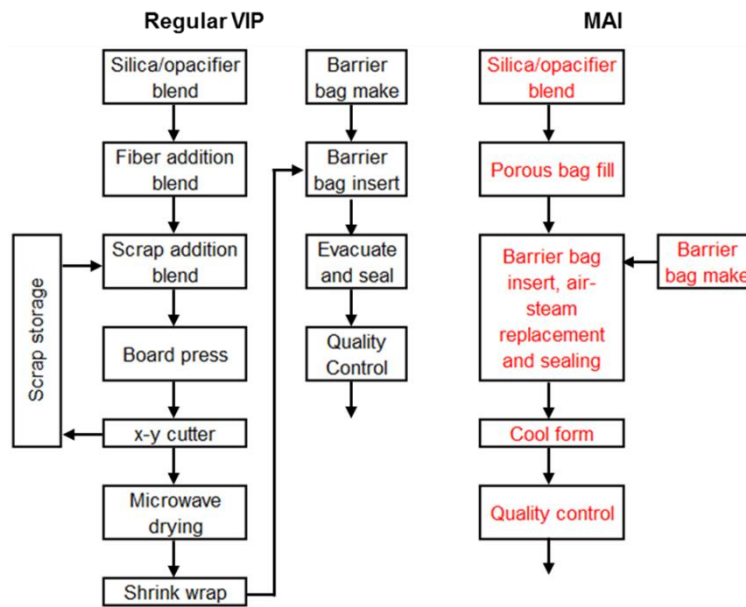 Regular VIP
MAI
Silica/opacifier
blend
Fiber addition
blend
Scrap addition
blend
Scrap storage
Board press
x-y cutter
Microwave
drying
Shrink wrap
Barrier
bag make
Barrier
bag insert
Evacuate
and seal
Quality
Control
Silica/opacifier
blend
Porous bag fill
Barrier bag
insert, air-
steam
replacement
and sealing
Barrier
bag make
Cool form
Quality control